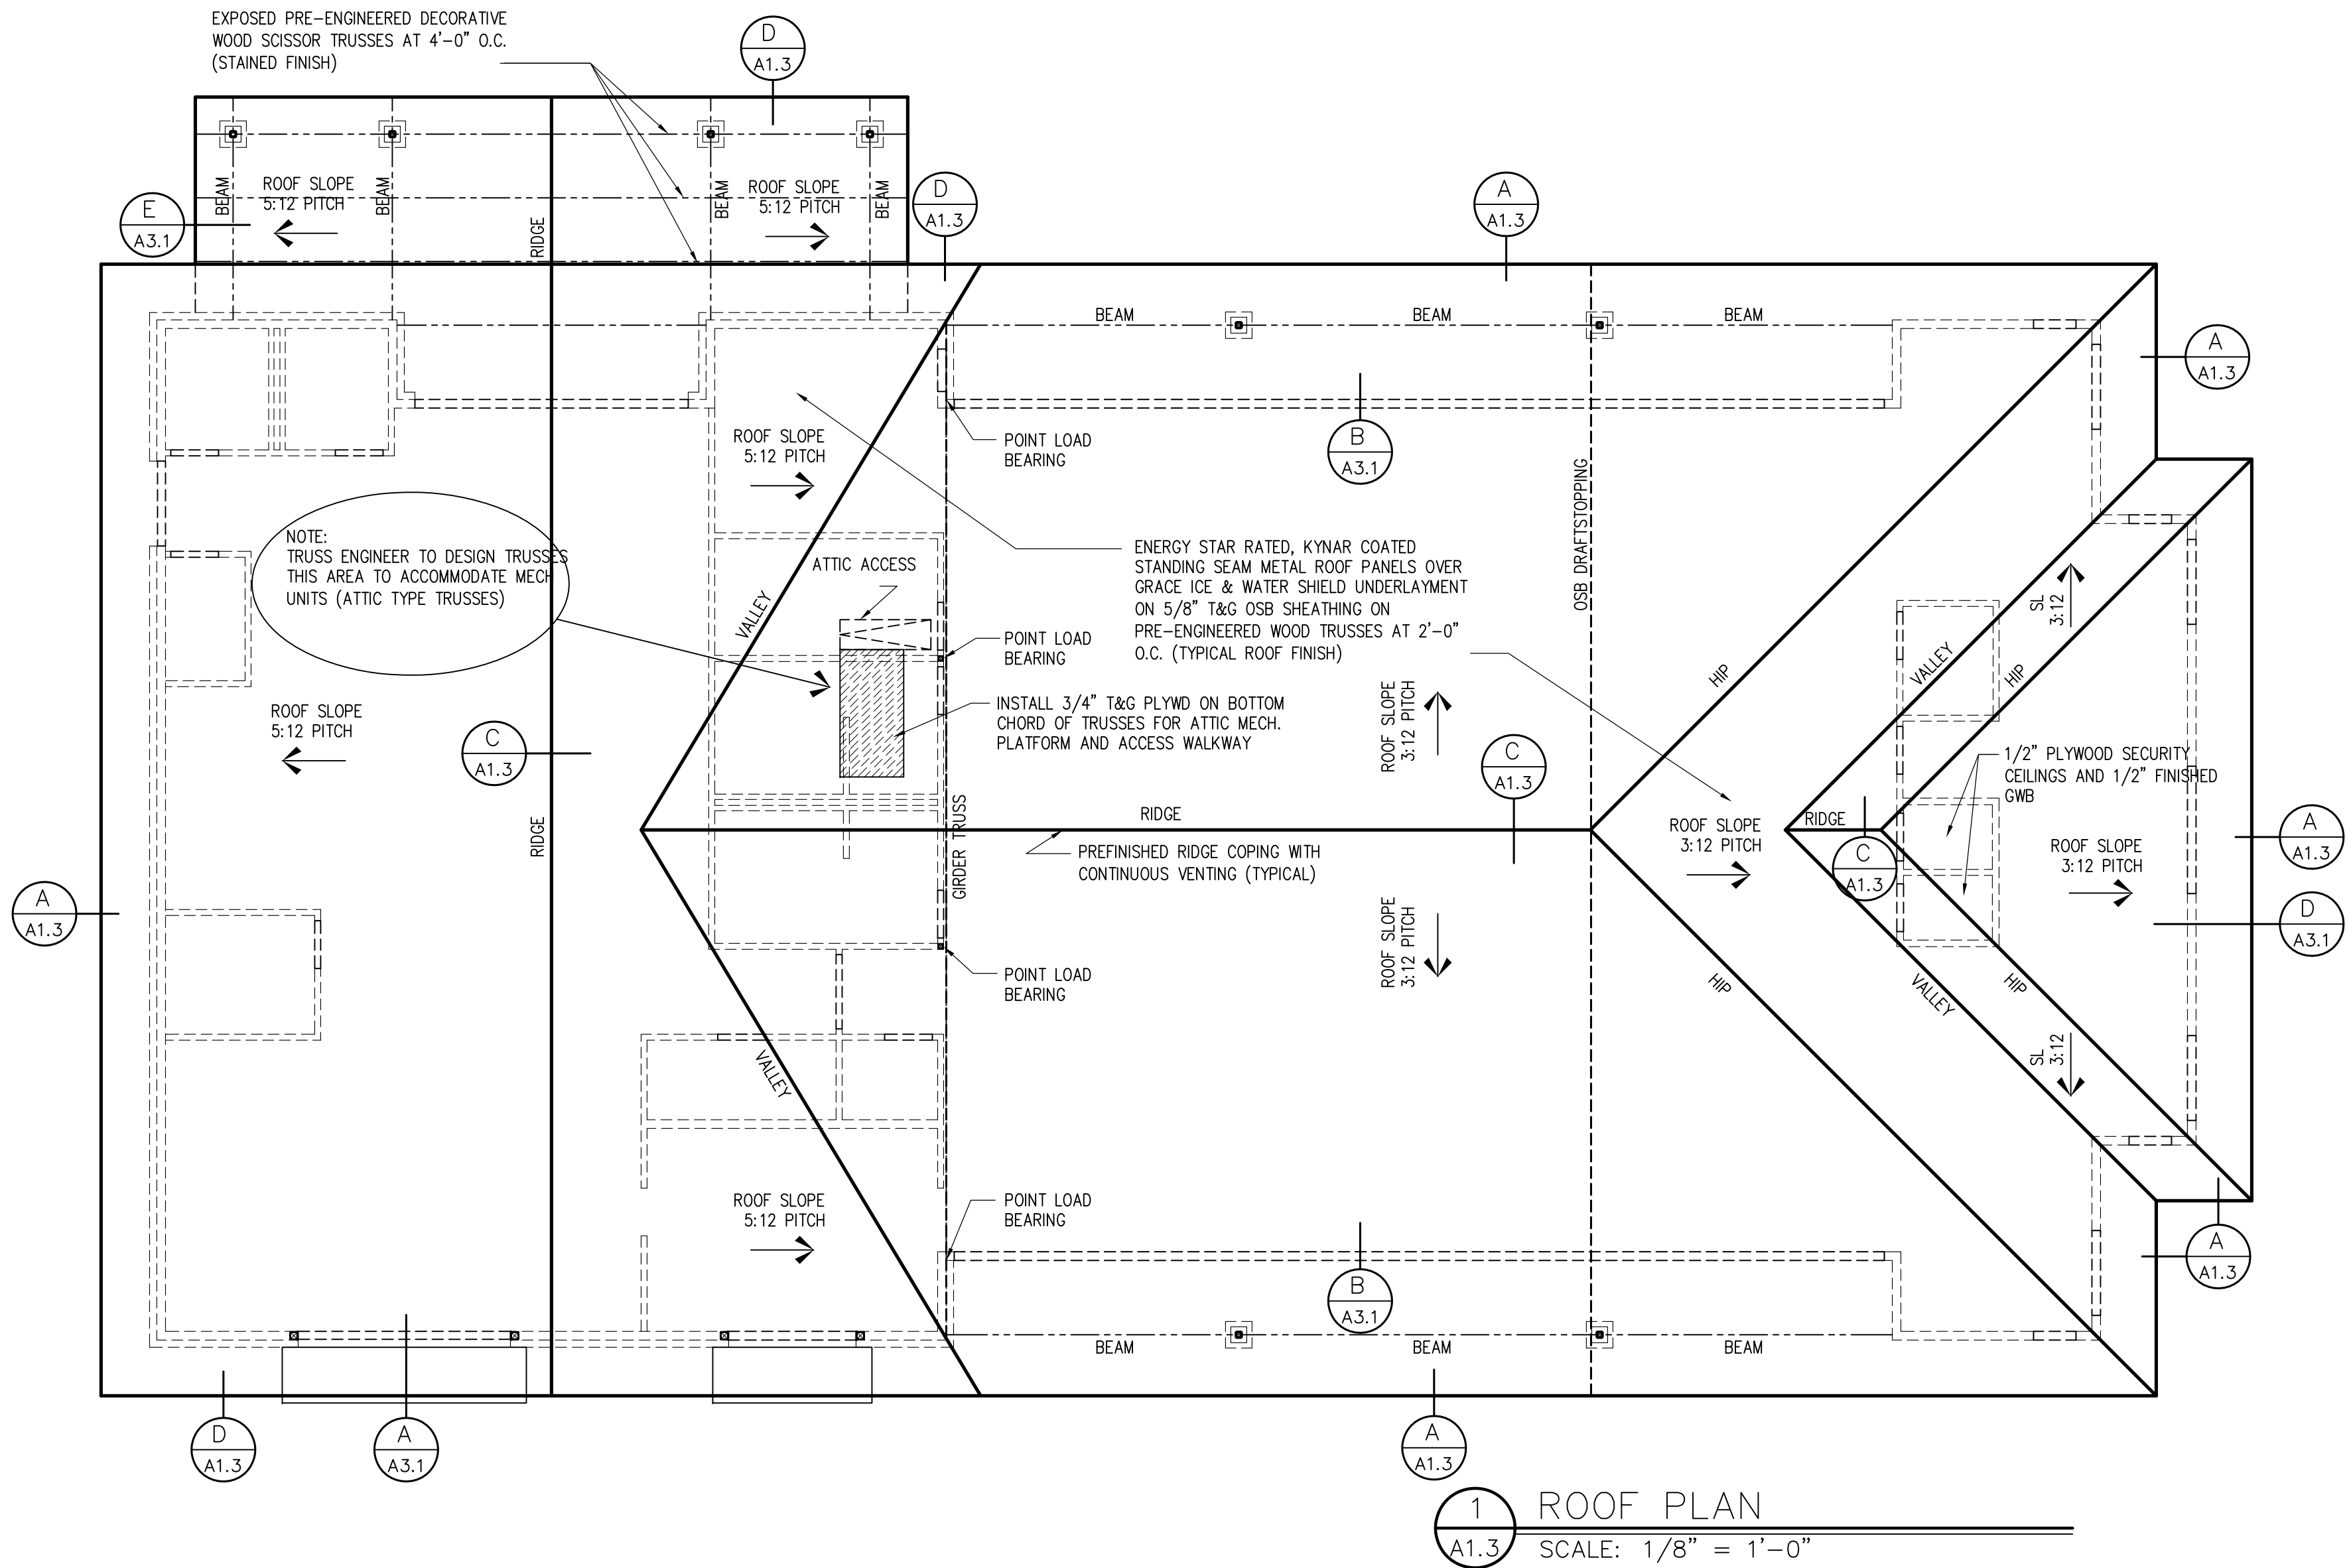 EXPOSED PRE-ENGINEERED DECORATIVE
WOOD SCISSOR TRUSSES AT 4'-0" O.C.
(STAINED FINISH)
D
A1.3
E
A3.1
BEAM
ROOF SLOPE
5:12 PITCH
BEAM
RIDGE
BEAM
ROOF SLOPE
5:12 PITCH
BEAM
D
A1.3
A
A1.3
BEAM
BEAM
BEAM
A
A1.3
ROOF SLOPE
5:12 PITCH
POINT LOAD
BEARING
B
A3.1
OSB DRAFTSTOPPING
NOTE:
TRUSS ENGINEER TO DESIGN TRUSSES
THIS AREA TO ACCOMMODATE MECH
UNITS (ATTIC TYPE TRUSSES)
ATTIC ACCESS
VALLEY
ENERGY STAR RATED, KYNAR COATED
STANDING SEAM METAL ROOF PANELS OVER
GRACE ICE & WATER SHIELD UNDERLAYMENT
ON 5/8" T&G OSB SHEATHING ON
PRE-ENGINEERED WOOD TRUSSES AT 2'-0"
O.C. (TYPICAL ROOF FINISH)
POINT LOAD
BEARING
SL
3:12
HIP
VALLEY
HIP
ROOF SLOPE
5:12 PITCH
C
A1.3
INSTALL 3/4" T&G PLYWD ON BOTTOM
CHORD OF TRUSSES FOR ATTIC MECH.
PLATFORM AND ACCESS WALKWAY
ROOF SLOPE
3:12 PITCH
C
A1.3
1/2" PLYWOOD SECURITY
CEILINGS AND 1/2" FINISHED
GWB
RIDGE
GIRDER TRUSS
RIDGE
PREFINISHED RIDGE COPING WITH
CONTINUOUS VENTING (TYPICAL)
ROOF SLOPE
3:12 PITCH
RIDGE
C
A1.3
ROOF SLOPE
3:12 PITCH
A
A1.3
A
A1.3
D
A3.1
POINT LOAD
BEARING
ROOF SLOPE
3:12 PITCH
HIP
VALLEY
HIP
VALLEY
SL
3:12
ROOF SLOPE
5:12 PITCH
POINT LOAD
BEARING
B
A3.1
A
A1.3
BEAM
BEAM
BEAM
D
A1.3
A
A3.1
A
A1.3
1
A1.3
ROOF PLAN
SCALE: 1/8" = 1'-0"